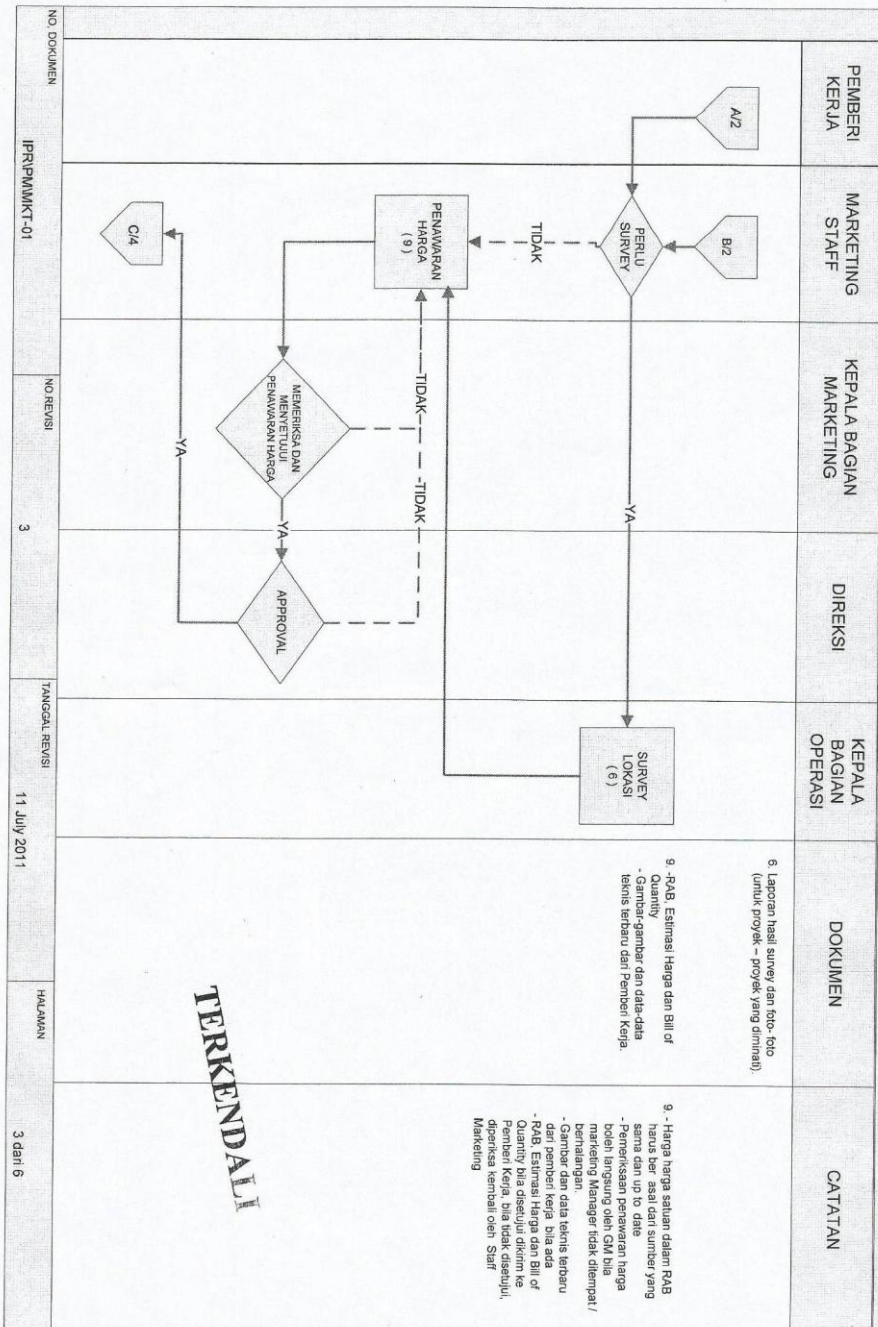 PEMBERI
KERJA
MARKETING
STAFF
KEPALA BAGIAN
MARKETING
DIREKSI
KEPALA
BAGIAN
OPERASI
DOKUMEN
CATATAN
A/2
B/2
PERLU
SURVEY
YA
TIDAK
SURVEY
LOKASI
( 6 )
PENAWARAN
HARGA
( 9 )
TIDAK
-TIDAK
MEMERIKSA DAN
MENYETUJUI
PENAWARAN HARGA
YA
APPROVAL
YA
C/4
6. Laporan hasil survey dan foto- foto
(untuk proyek – proyek yang diminati).
9. -RAB, Estimasi Harga dan Bill of
Quantity
- Gambar-gambar dan data-data
teknis terbaru dari Pemberi Kerja.
9. - Harga harga satuan dalam RAB
harus ber asal dari sumber yang
sama dan up to date
- Pemeriksaan penawaran harga
boleh langsung oleh GM bila
marketing Manager tidak ditempat /
berhalangan.
- Gambar dan data teknis terbaru
dari pemberi kerja bila ada
- RAB, Estimasi Harga dan Bill of
Quantity bila disetujui dikirim ke
Pemberi Kerja, bila tidak disetujui,
diperiksa kembali oleh Staff
Marketing
TERKENDALI
NO. DOKUMEN
IPR\PM\MKT-01
NO.REVISI
3
TANGGAL REVISI
11 July 2011
HALAMAN
3 dari 6